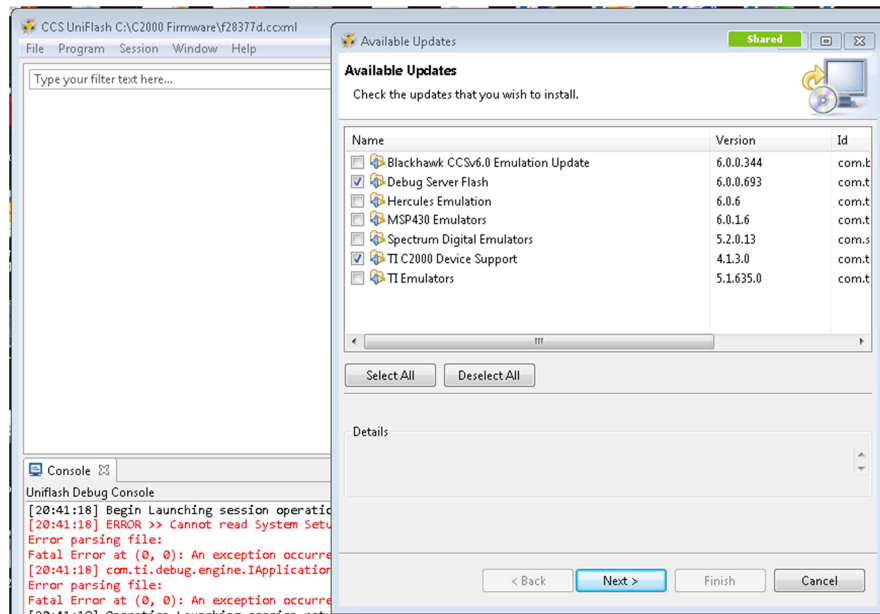 CCS UniFlash C:\C2000 Firmware\f28377d.ccxml
File Program Session Window Help
Type your filter text here...
Console
Uniflash Debug Console
[20:41:18] Begin Launching session operatio
[20:41:18] ERROR >> Cannot read System Setu
Error parsing file:
Fatal Error at (0, 0): An exception occurre
[20:41:18] com.ti.debug.engine.IApplication
Error parsing file:
Fatal Error at (0, 0): An exception occurre
Available Updates
Shared
Available Updates
Check the updates that you wish to install.
Name Version Id
Blackhawk CCSv6.0 Emulation Update 6.0.0.344 com.b
Debug Server Flash 6.0.0.693 com.t
Hercules Emulation 6.0.6 com.t
MSP430 Emulators 6.0.1.6 com.t
Spectrum Digital Emulators 5.2.0.13 com.s
TI C2000 Device Support 4.1.3.0 com.t
TI Emulators 5.1.635.0 com.t
Select All Deselect All
Details
< Back Next > Finish Cancel